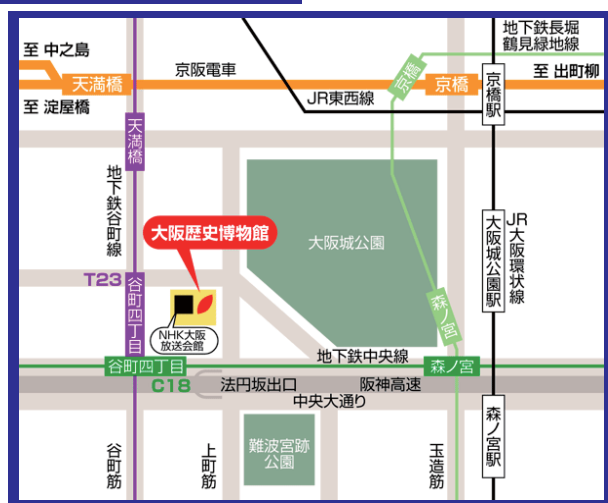 地下鉄長堀
鶴見緑地線
至 中之島
京阪電車
京橋
天満橋
京橋
至 出町柳
京橋駅
至 淀屋橋
JR東西線
天満橋
地下鉄谷町線
大阪歴史博物館
大阪城公園
大阪城公園駅
JR大阪環状線
T23
谷町四丁目
NHK大阪
放送会館
森ノ宮
地下鉄中央線
谷町四丁目
森ノ宮
C18
法円坂出口
阪神高速
中央大通り
森ノ宮駅
谷町筋
上町筋
難波宮跡
公園
玉造筋